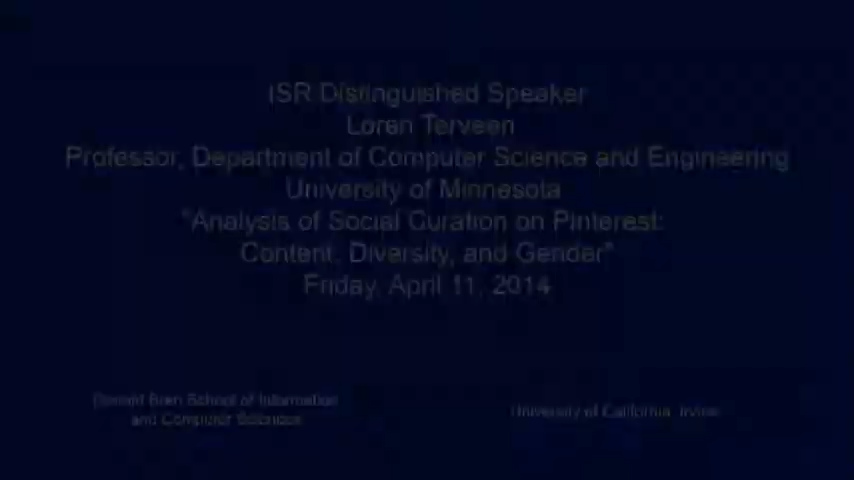 ISR Distinguished Speaker
Loren Terveen
Professor, Department of Computer Science and Engineering
University of Minnesota
"Analysis of Social Curation on Pinterest:
Content, Diversity, and Gender"
Friday, April 11, 2014
Donald Bren School of Information
and Computer Sciences
University of California, Irvine